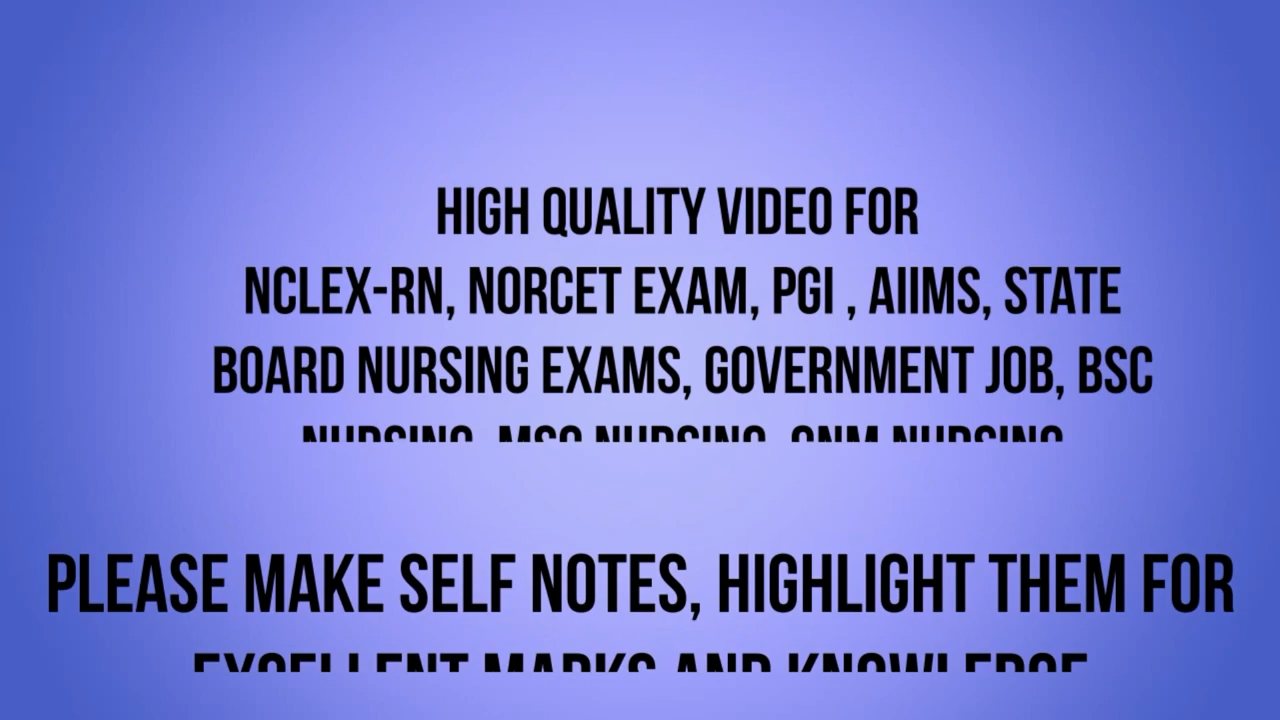 HIGH QUALITY VIDEO FOR
NCLEX-RN, NORCET EXAM, PGI , AIIMS, STATE
BOARD NURSING EXAMS, GOVERNMENT JOB, BSC
PLEASE MAKE SELF NOTES, HIGHLIGHT THEM FOR